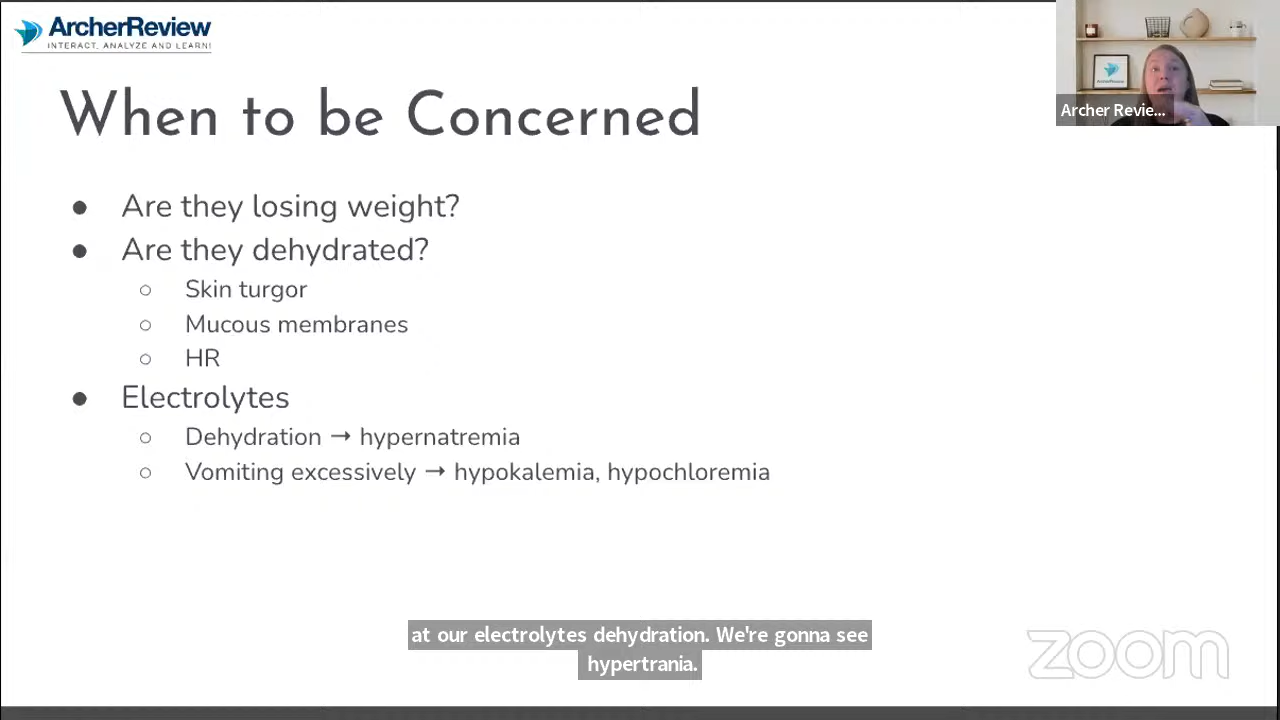 ArcherReview
INTERACT, ANALYZE AND LEARN!
When to be Concerned
● Are they losing weight?
● Are they dehydrated?
○ Skin turgor
○ Mucous membranes
○ HR
● Electrolytes
○ Dehydration → hypernatremia
○ Vomiting excessively → hypokalemia, hypochloremia
Archer Revie...
at our electrolytes dehydration. We're gonna see
hypertrania.
zoom